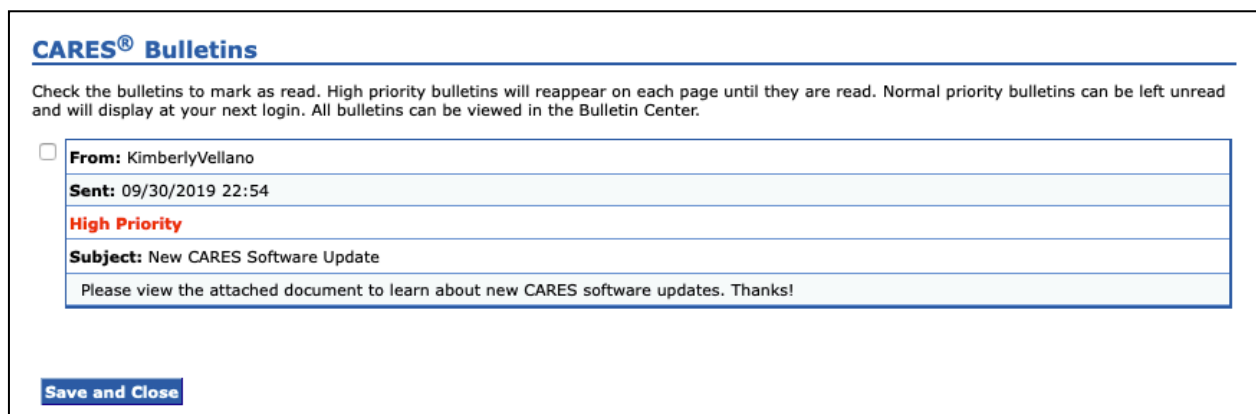 CARES® Bulletins
Check the bulletins to mark as read. High priority bulletins will reappear on each page until they are read. Normal priority bulletins can be left unread
and will display at your next login. All bulletins can be viewed in the Bulletin Center.
From: KimberlyVellano
Sent: 09/30/2019 22:54
High Priority
Subject: New CARES Software Update
Please view the attached document to learn about new CARES software updates. Thanks!
Save and Close